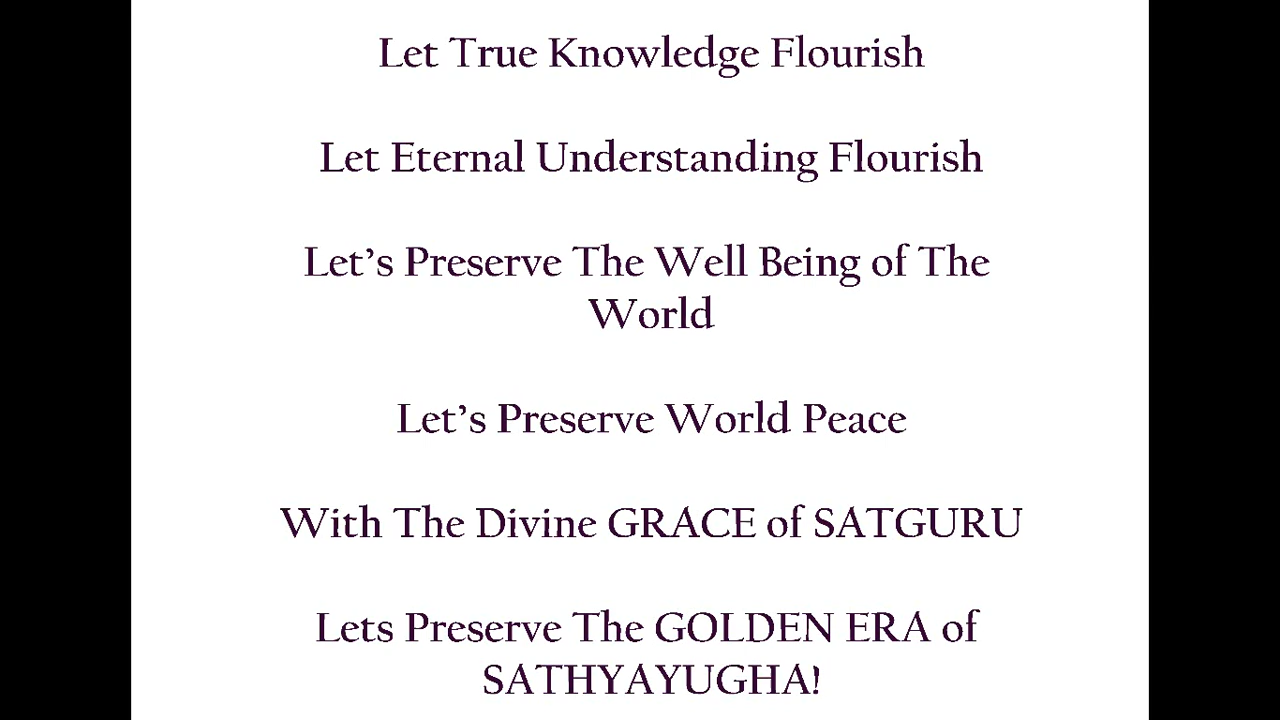 Let True Knowledge Flourish
Let Eternal Understanding Flourish
Let’s Preserve The Well Being of The
World
Let’s Preserve World Peace
With The Divine GRACE of SATGURU
Lets Preserve The GOLDEN ERA of
SATHYAYUGHA!